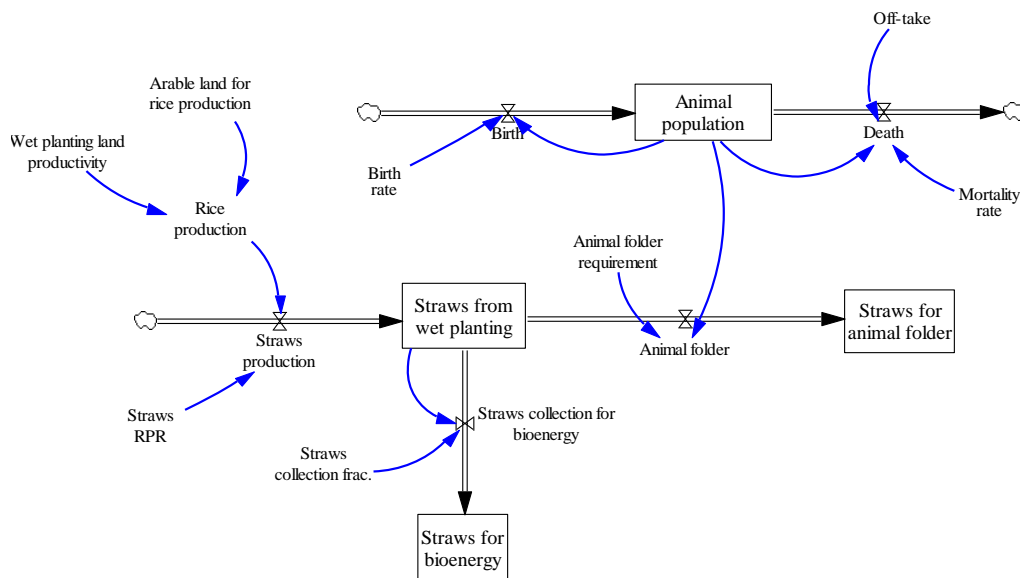 Off-take
Arable land for
rice production
Animal
population
Birth
Death
Wet planting land
productivity
Birth
rate
Mortality
rate
Rice
production
Animal folder
requirement
Straws from
wet planting
Straws for
animal folder
Straws
production
Animal folder
Straws
RPR
Straws collection for
bioenergy
Straws
collection frac.
Straws for
bioenergy